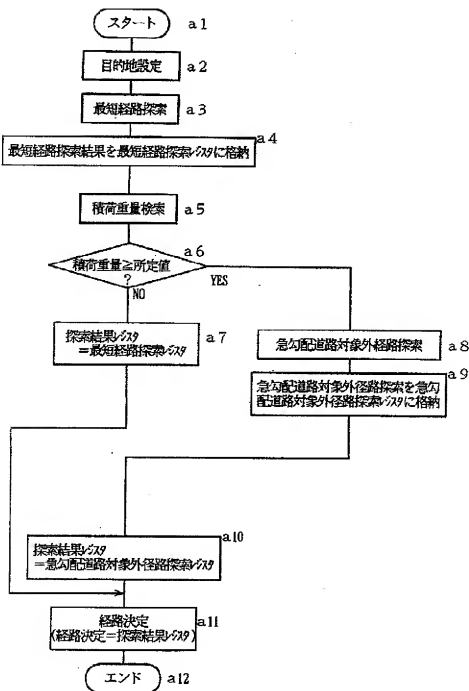 スタート a1
目的地設定 a2
最短経路探索 a3
a4
最短経路探索結果を最短経路探索レジスタに格納
積荷重量検索 a5
a6
積荷重量≧所定値
?
YES
NO
探索結果レジスタ a7
=最短経路探索レジスタ
急勾配道路対象外経路探索 a8
a9
急勾配道路対象外径路探索を急勾
配道路対象外径路探索レジスタに格納
a10
探索結果レジスタ
=急勾配道路対象外径路探索レジスタ
経路決定 a11
(経路決定=探索結果レジスタ)
エンド a12